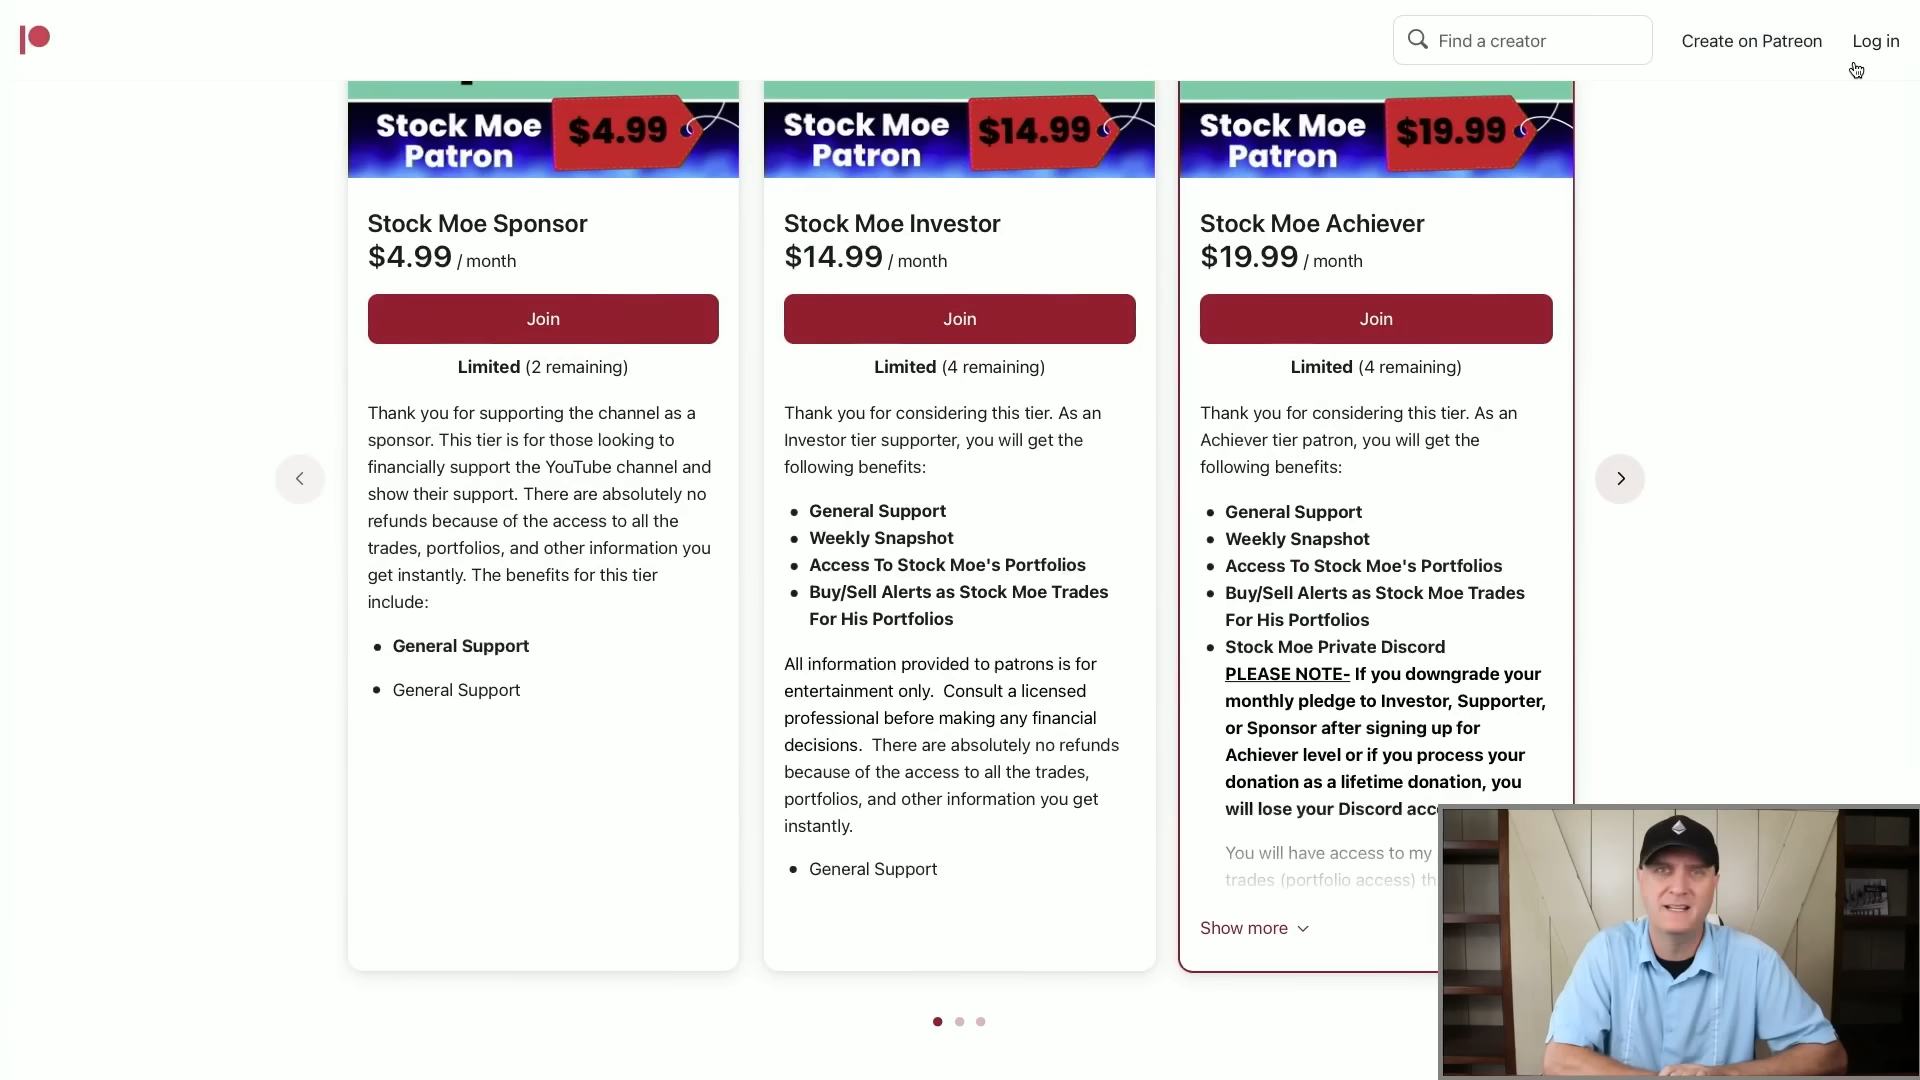 Find a creator
Create on Patreon
Log in
Stock Moe
Patron
$4.99
Stock Moe Sponsor
$4.99 / month
Join
Limited (2 remaining)
Thank you for supporting the channel as a
sponsor. This tier is for those looking to
financially support the YouTube channel and
show their support. There are absolutely no
refunds because of the access to all the
trades, portfolios, and other information you
get instantly. The benefits for this tier
include:
General Support
General Support
Stock Moe
Patron
$14.99
Stock Moe Investor
$14.99 / month
Join
Limited (4 remaining)
Thank you for considering this tier. As an
Investor tier supporter, you will get the
following benefits:
General Support
Weekly Snapshot
Access To Stock Moe's Portfolios
Buy/Sell Alerts as Stock Moe Trades
For His Portfolios
All information provided to patrons is for
entertainment only. Consult a licensed
professional before making any financial
decisions. There are absolutely no refunds
because of the access to all the trades,
portfolios, and other information you get
instantly.
General Support
Stock Moe
Patron
$19.99
Stock Moe Achiever
$19.99 / month
Join
Limited (4 remaining)
Thank you for considering this tier. As an
Achiever tier patron, you will get the
following benefits:
General Support
Weekly Snapshot
Access To Stock Moe's Portfolios
Buy/Sell Alerts as Stock Moe Trades
For His Portfolios
Stock Moe Private Discord
PLEASE NOTE- If you downgrade your
monthly pledge to Investor, Supporter,
or Sponsor after signing up for
Achiever level or if you process your
donation as a lifetime donation, you
will lose your Discord
You will have access to my
trades (portfolio access)
Show more